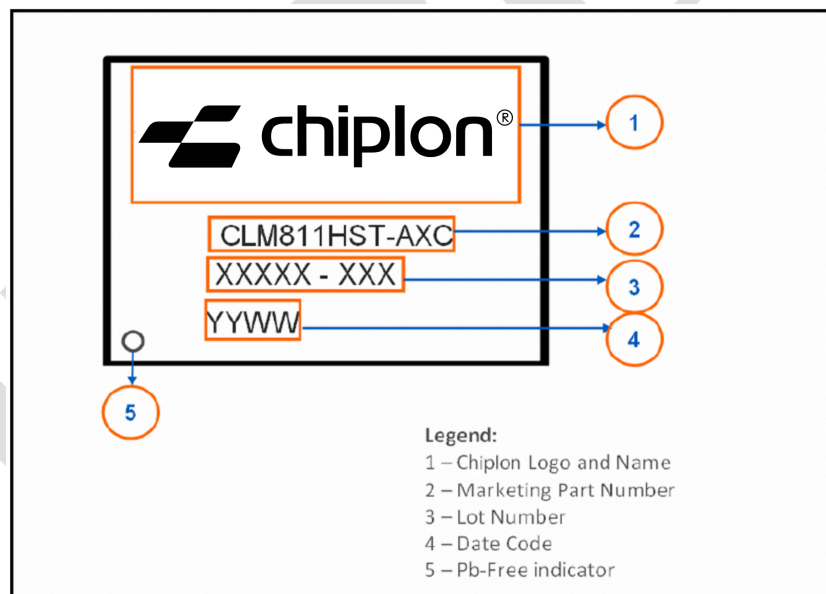 chiplon®
1
CLM811HST-AXC
2
XXXXX - XXX
3
YYWW
4
5
Legend:
1 – Chiplon Logo and Name
2 – Marketing Part Number
3 – Lot Number
4 – Date Code
5 – Pb-Free indicator